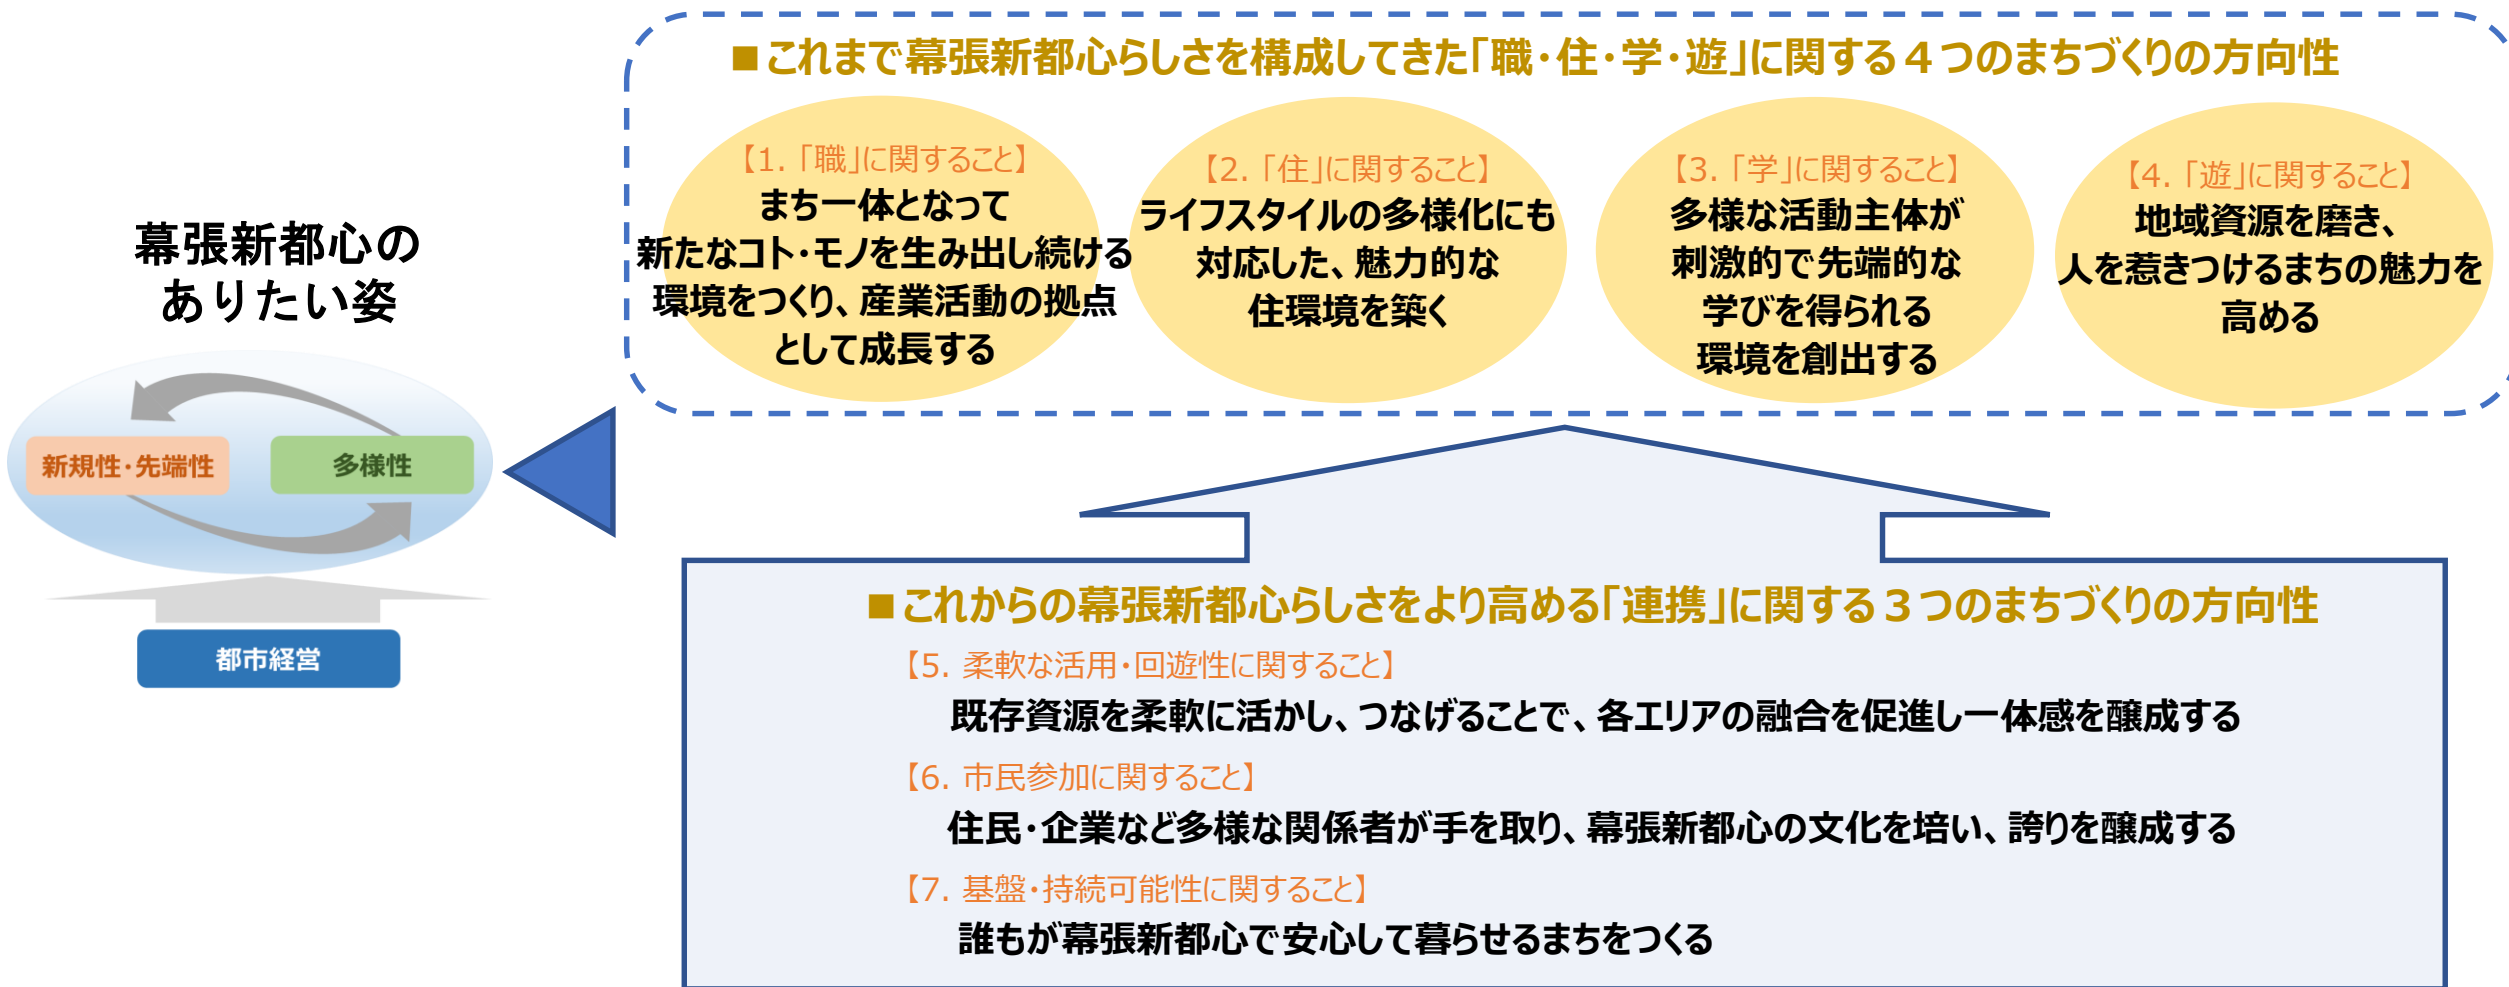 ■これまで幕張新都心らしさを構成してきた「職・住・学・遊」に関する４つのまちづくりの方向性
【1. 「職」に関すること】
まち一体となって
新たなコト・モノを生み出し続ける
環境をつくり、産業活動の拠点
として成長する
【2. 「住」に関すること】
ライフスタイルの多様化にも
対応した、魅力的な
住環境を築く
【3. 「学」に関すること】
多様な活動主体が
刺激的で先端的な
学びを得られる
環境を創出する
【4. 「遊」に関すること】
地域資源を磨き、
人を惹きつけるまちの魅力を
高める
幕張新都心の
ありたい姿
新規性・先端性
多様性
都市経営
■これからの幕張新都心らしさをより高める「連携」に関する３つのまちづくりの方向性
【5. 柔軟な活用・回遊性に関すること】
既存資源を柔軟に活かし、つなげることで、各エリアの融合を促進し一体感を醸成する
【6. 市民参加に関すること】
住民・企業など多様な関係者が手を取り、幕張新都心の文化を培い、誇りを醸成する
【7. 基盤・持続可能性に関すること】
誰もが幕張新都心で安心して暮らせるまちをつくる